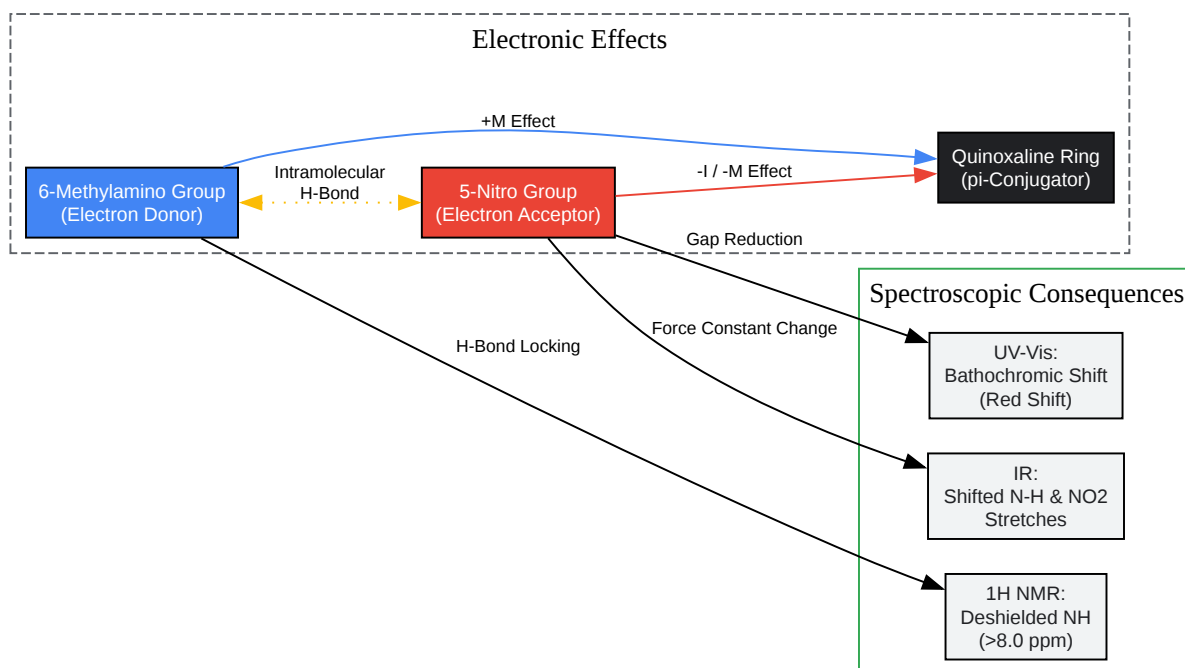 Electronic Effects
+M Effect
6-Methylamino Group
(Electron Donor)
Intramolecular
H-Bond
5-Nitro Group
(Electron Acceptor)
-I / -M Effect
Quinoxaline Ring
(pi-Conjugator)
Gap Reduction
Force Constant Change
H-Bond Locking
Spectroscopic Consequences
UV-Vis:
Bathochromic Shift
(Red Shift)
IR:
Shifted N-H & NO2
Stretches
1H NMR:
Deshielded NH
(>8.0 ppm)